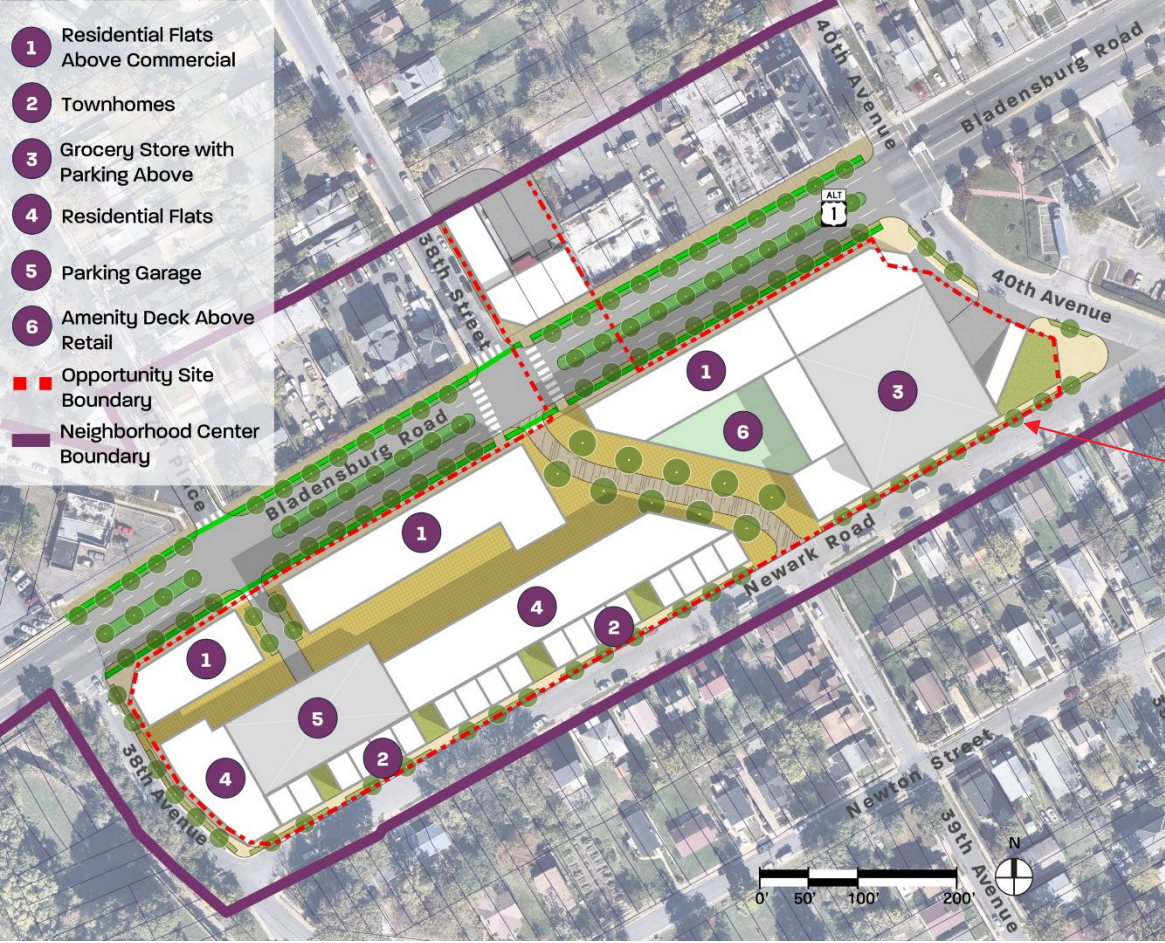 1 Residential Flats
Above Commercial
2 Townhomes
3 Grocery Store with
Parking Above
4 Residential Flats
5 Parking Garage
6 Amenity Deck Above
Retail
Opportunity Site
Boundary
Neighborhood Center
Boundary
40th Avenue
Bladensburg Road
ALT
1
38th Street
40th Avenue
1
3
6
Place
Bladensburg Road
1
Newark Road
4
2
1
5
2
4
38th Avenue
Newton Street
39th Avenue
N
0' 50' 100' 200'